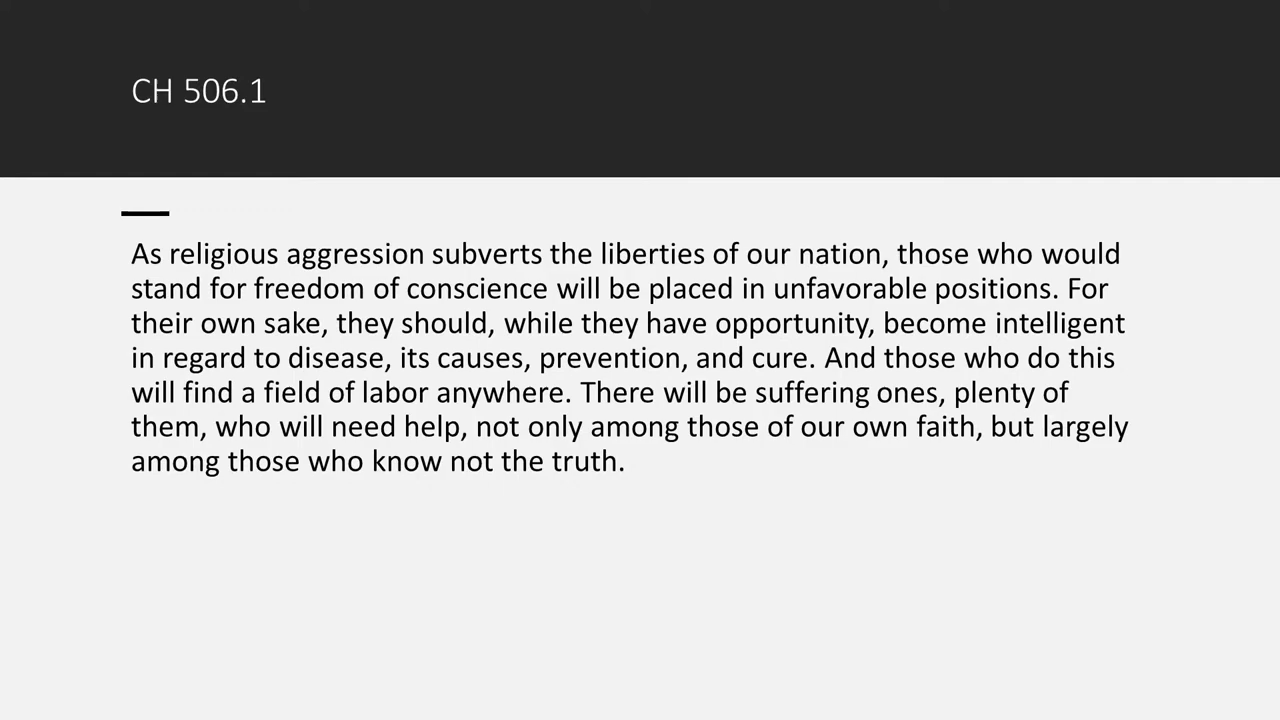 CH 506.1
As religious aggression subverts the liberties of our nation, those who would
stand for freedom of conscience will be placed in unfavorable positions. For
their own sake, they should, while they have opportunity, become intelligent
in regard to disease, its causes, prevention, and cure. And those who do this
will find a field of labor anywhere. There will be suffering ones, plenty of
them, who will need help, not only among those of our own faith, but largely
among those who know not the truth.